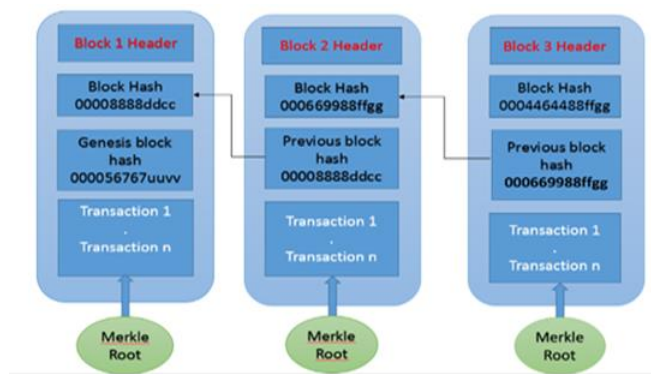 Block 1 Header
Block Hash
00008888ddcc
Genesis block
hash
000056767uuvv
Transaction 1
.
Transaction n
Merkle
Root
Block 2 Header
Block Hash
000669988ffgg
Previous block
hash
00008888ddcc
Transaction 1
.
Transaction n
Merkle
Root
Block 3 Header
Block Hash
0004464488ffgg
Previous block
hash
000669988ffgg
Transaction 1
.
Transaction n
Merkle
Root